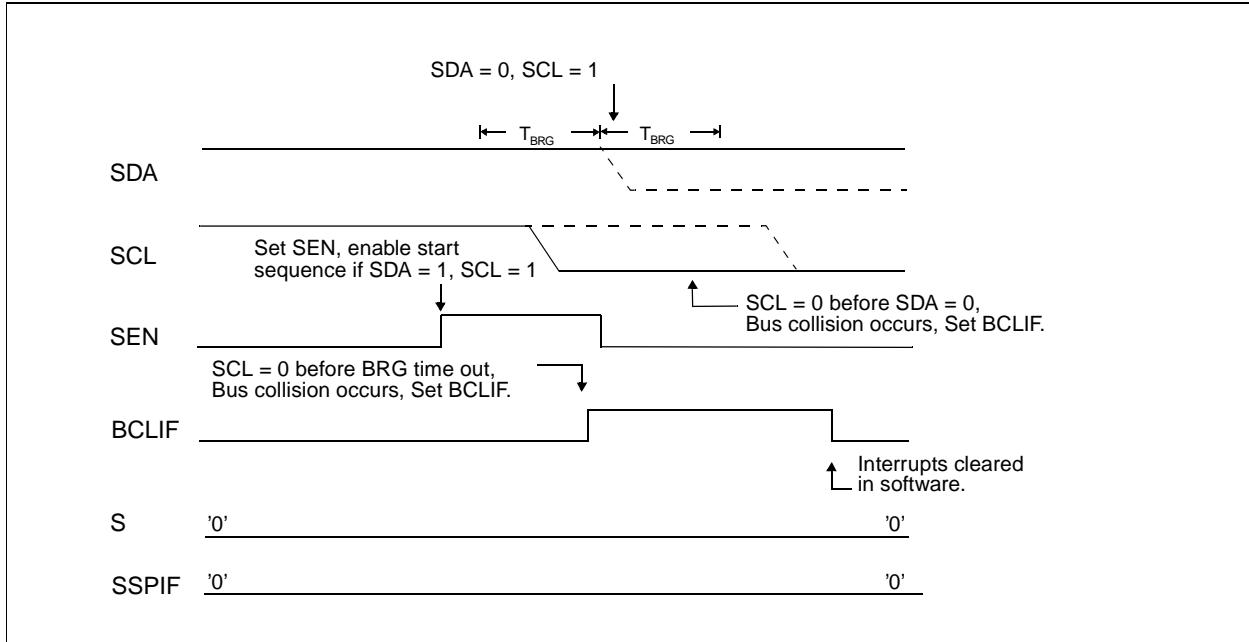 SDA = 0, SCL = 1
TBRG TBRG
SDA
SCL
Set SEN, enable start
sequence if SDA = 1, SCL = 1
SCL = 0 before SDA = 0,
Bus collision occurs, Set BCLIF.
SEN
SCL = 0 before BRG time out,
Bus collision occurs, Set BCLIF.
BCLIF
Interrupts cleared
in software.
S '0' '0'
SSPIF '0' '0'